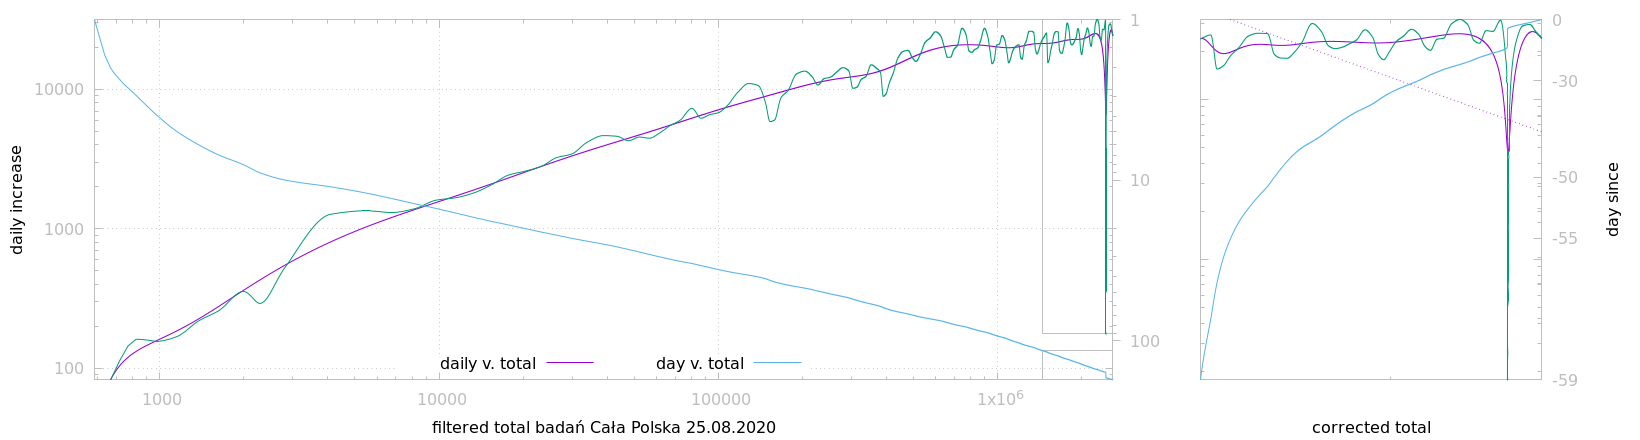 daily increase
10000
1000
100
1000
10000
100000
1x10⁶
1
10
100
daily v. total
day v. total
filtered total badań Cała Polska 25.08.2020
0
-30
-50
-55
-59
day since
corrected total